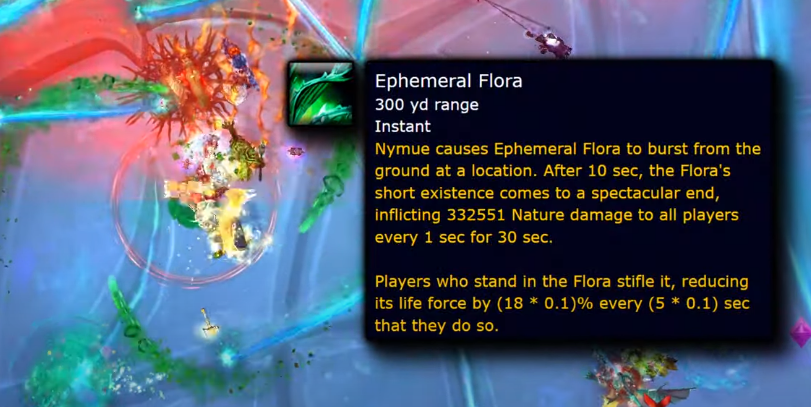 Ephemeral Flora
300 yd range
Instant
Nymue causes Ephemeral Flora to burst from the
ground at a location. After 10 sec, the Flora's
short existence comes to a spectacular end,
inflicting 332551 Nature damage to all players
every 1 sec for 30 sec.
Players who stand in the Flora stifle it, reducing
its life force by (18 * 0.1)% every (5 * 0.1) sec
that they do so.